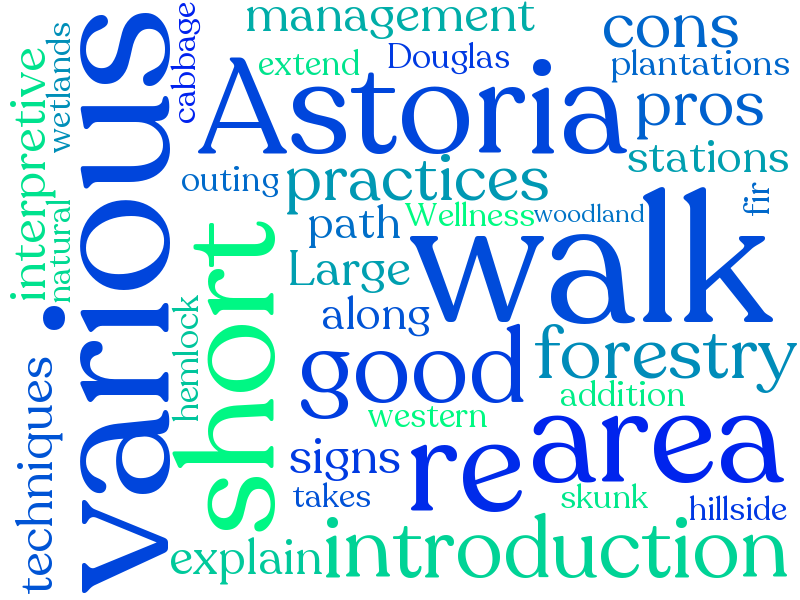 management
cons
cabbage
Douglas
extend
plantations
interpretive
wetlands
various
Astoria
pros
stations
practices
outing
fir
natural
path
Wellness
woodland
short
walk
Large
along
hemlock
good
forestry
techniques
addition
western
area
signs
re
takes
skunk
hillside
explain
introduction